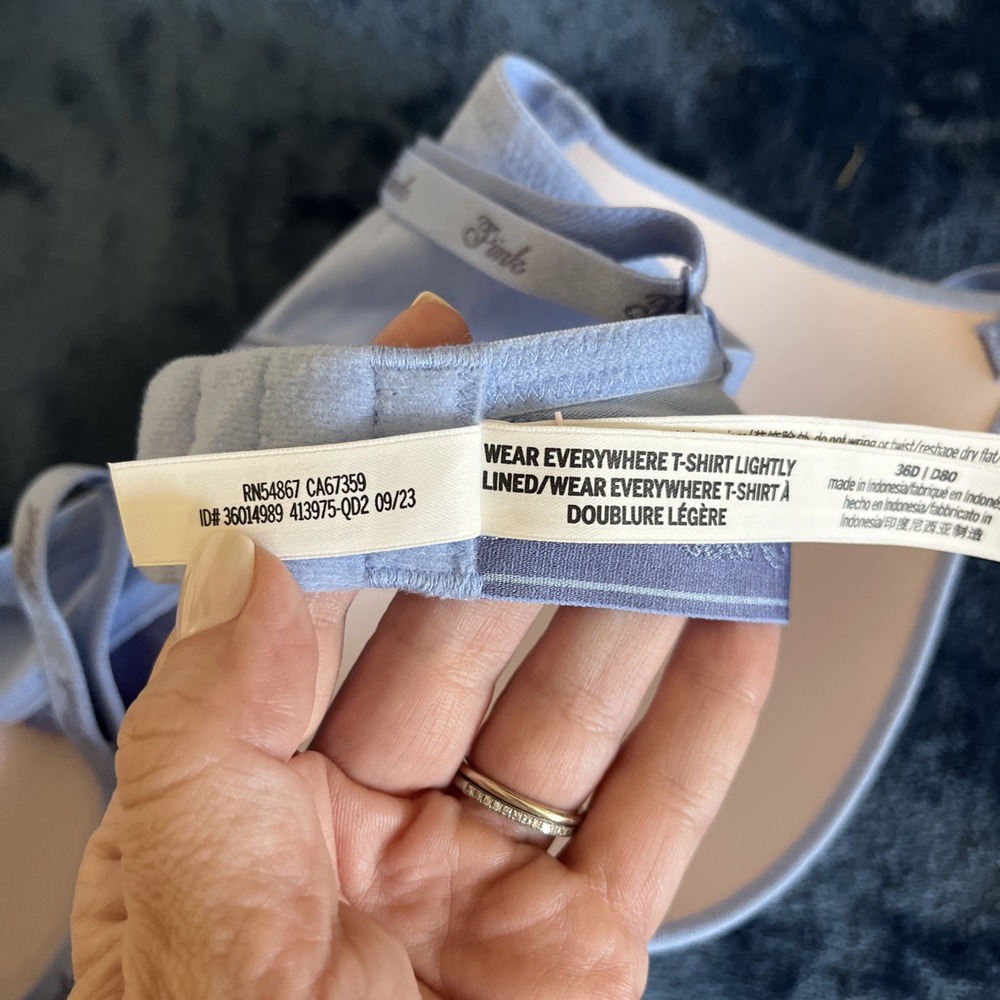 Pink
RN54867 CA67359
ID# 36014989 413975-QD2 09/23
WEAR EVERYWHERE T-SHIRT LIGHTLY
LINED/WEAR EVERYWHERE T-SHIRT À
DOUBLURE LÉGÈRE
do not wring or twist/reshape dry flat/
36D | D80
made in Indonesia/fabriqué en Indone
hecho en Indonesia/fabbricato in
Indonesia/印度尼西亚制造